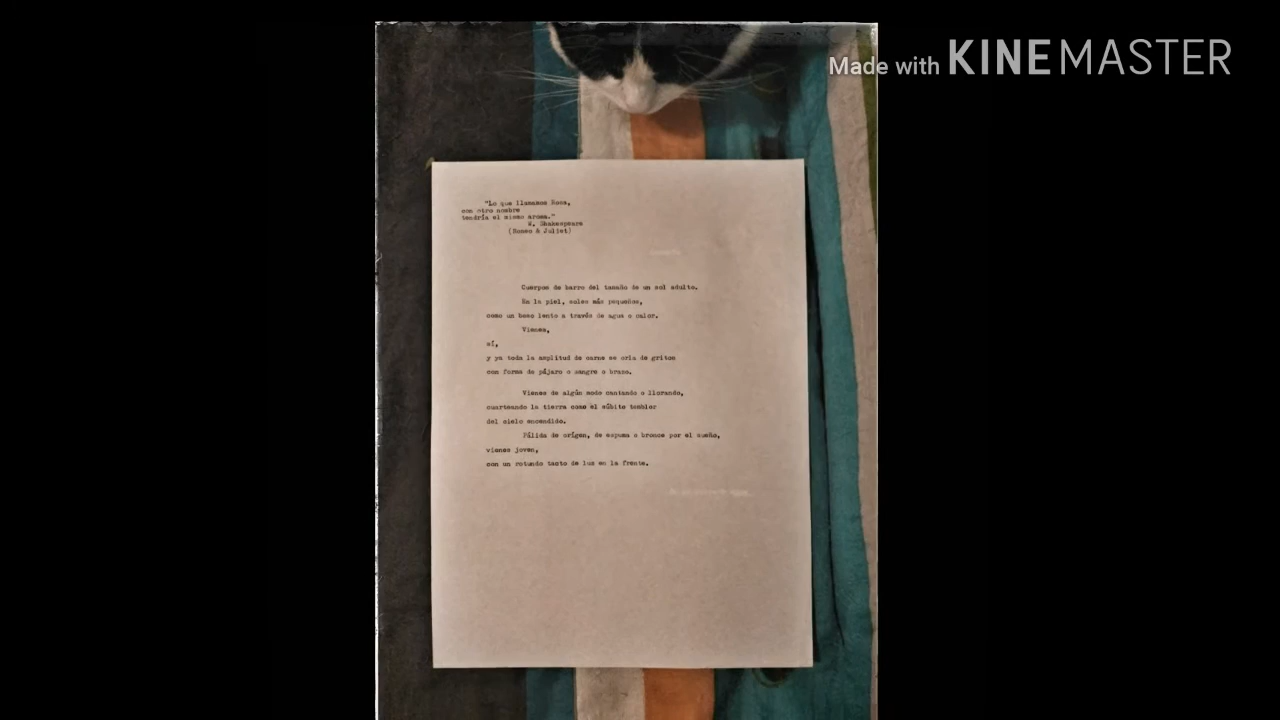 Made with KINEMASTER
"Lo que llamamos Rosa,
con otro nombre
tendría el mismo aroma."
W. Shakespeare
(Romeo & Juliet)
Cuerpos de barro del tamaño de un sol adulto.
En la piel, soles más pequeños,
como un beso lento a través de agua o calor.
Vienes,
sí,
y ya toda la amplitud de carne se oría de gritos
con forma de pájaro o sangre o brazo.
Vienes de algún modo cantando o llorando,
cuarteando la tierra como el súbito temblor
del cielo encendido.
Pálida de orígen, de espuma o bronce por el sueño,
vienes joven,
con un rotundo tacto de luz en la frente.